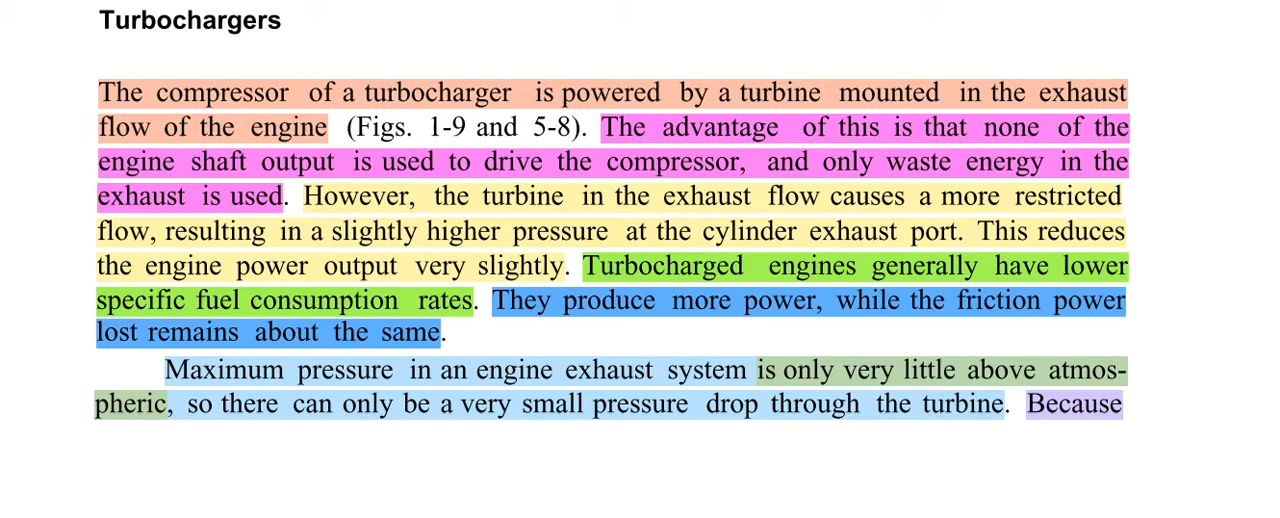 Turbochargers
The compressor of a turbocharger is powered by a turbine mounted in the exhaust
flow of the engine (Figs. 1-9 and 5-8). The advantage of this is that none of the
engine shaft output is used to drive the compressor, and only waste energy in the
exhaust is used. However, the turbine in the exhaust flow causes a more restricted
flow, resulting in a slightly higher pressure at the cylinder exhaust port. This reduces
the engine power output very slightly. Turbocharged engines generally have lower
specific fuel consumption rates. They produce more power, while the friction power
lost remains about the same.
Maximum pressure in an engine exhaust system is only very little above atmos-
pheric, so there can only be a very small pressure drop through the turbine. Because